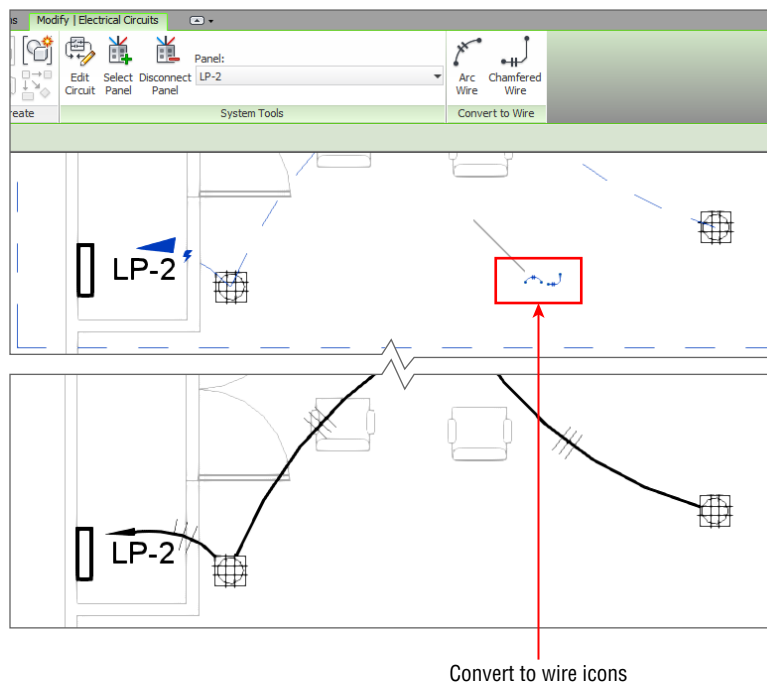 ns Modify | Electrical Circuits
Panel:
Edit Circuit
Select Panel
Disconnect Panel
LP-2
Arc Wire
Chamfered Wire
reate
System Tools
Convert to Wire
LP-2
LP-2
Convert to wire icons